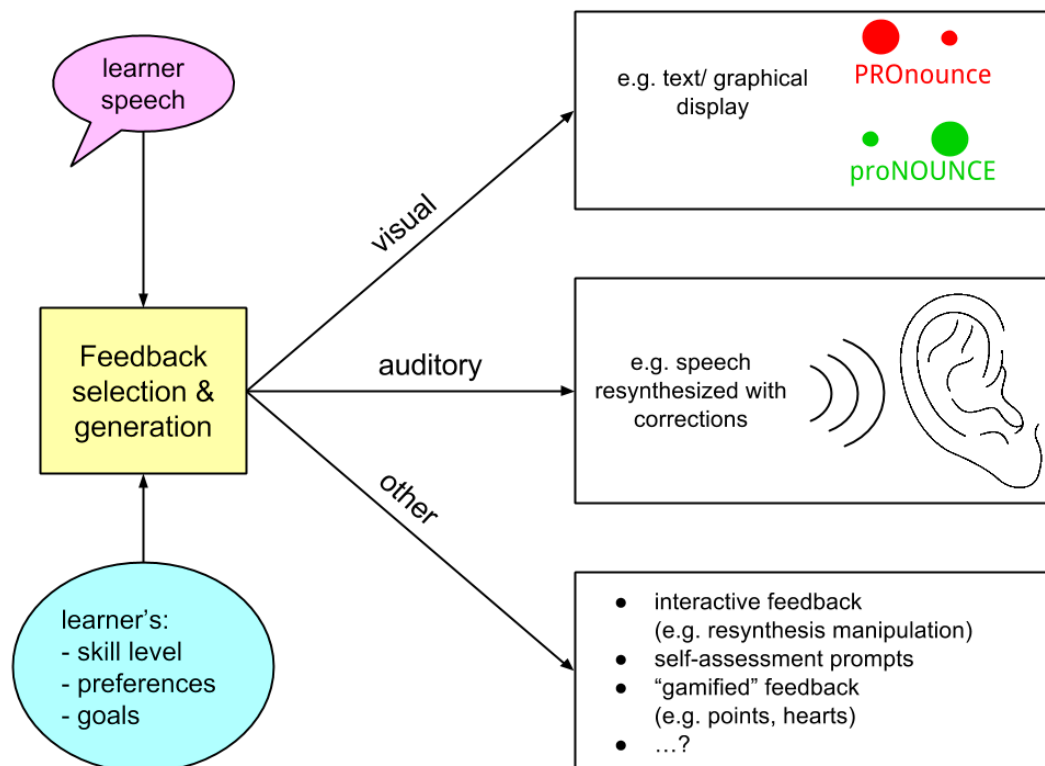 learner
speech
Feedback
selection &
generation
learner’s:
- skill level
- preferences
- goals
visual
auditory
other
e.g. text/ graphical
display
PROnounce
proNOUNCE
e.g. speech
resynthesized with
corrections
● interactive feedback
(e.g. resynthesis manipulation)
● self-assessment prompts
● “gamified” feedback
(e.g. points, hearts)
● …?